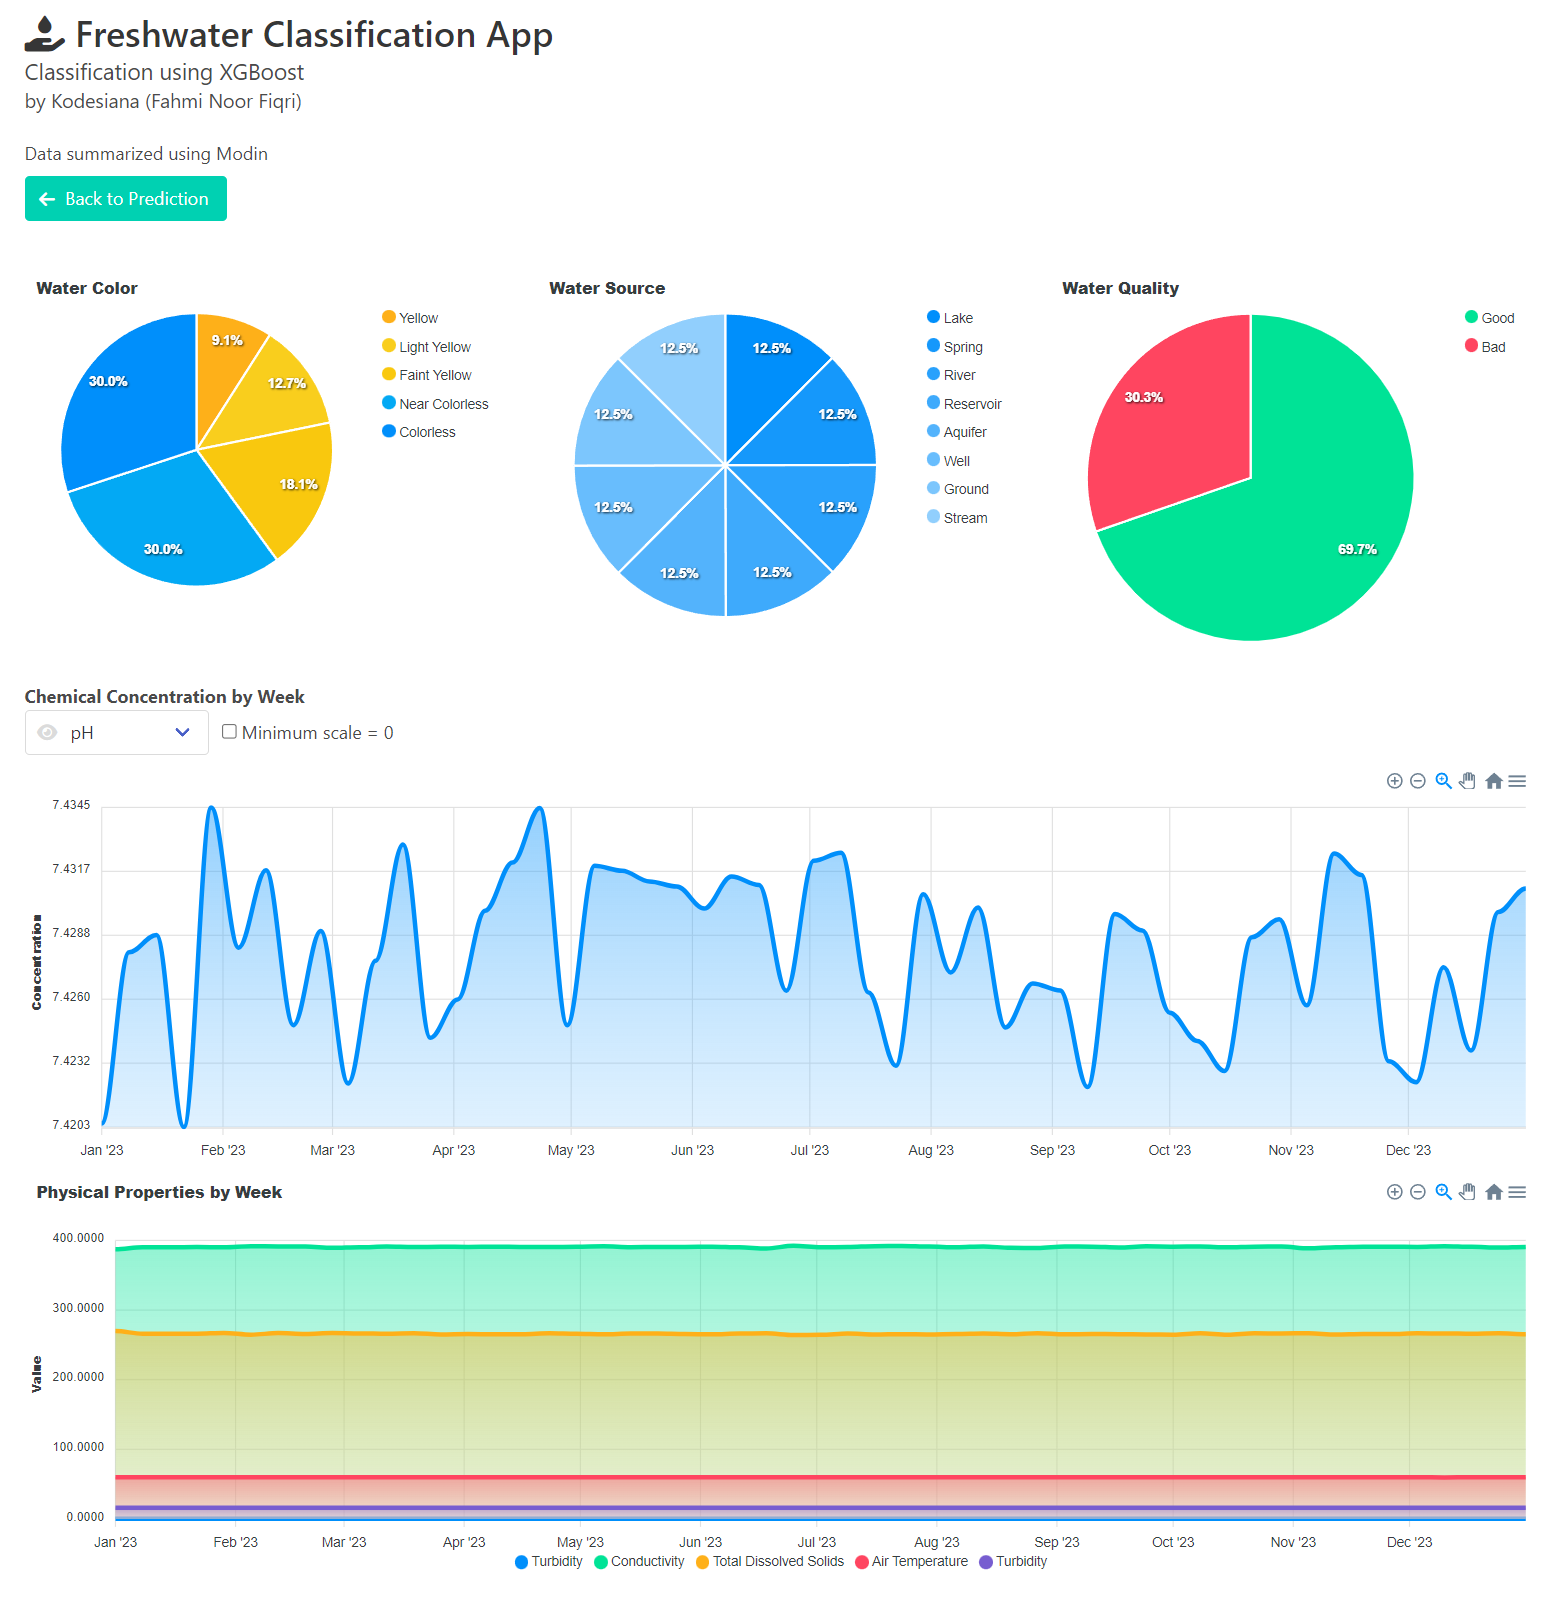 Freshwater Classification App
Classification using XGBoost
by Kodesiana (Fahmi Noor Fiqri)
Data summarized using Modin
Back to Prediction
Water Color
9.1%
12.7%
18.1%
30.0%
30.0%
Yellow
Light Yellow
Faint Yellow
Near Colorless
Colorless
Water Source
12.5%
12.5%
12.5%
12.5%
12.5%
12.5%
12.5%
12.5%
Lake
Spring
River
Reservoir
Aquifer
Well
Ground
Stream
Water Quality
30.3%
69.7%
Good
Bad
Chemical Concentration by Week
pH
Minimum scale = 0
Concentration
7.4345
7.4317
7.4288
7.4260
7.4232
7.4203
Jan '23 Feb '23 Mar '23 Apr '23 May '23 Jun '23 Jul '23 Aug '23 Sep '23 Oct '23 Nov '23 Dec '23
Physical Properties by Week
Value
400.0000
300.0000
200.0000
100.0000
0.0000
Jan '23 Feb '23 Mar '23 Apr '23 May '23 Jun '23 Jul '23 Aug '23 Sep '23 Oct '23 Nov '23 Dec '23
Turbidity Conductivity Total Dissolved Solids Air Temperature Turbidity